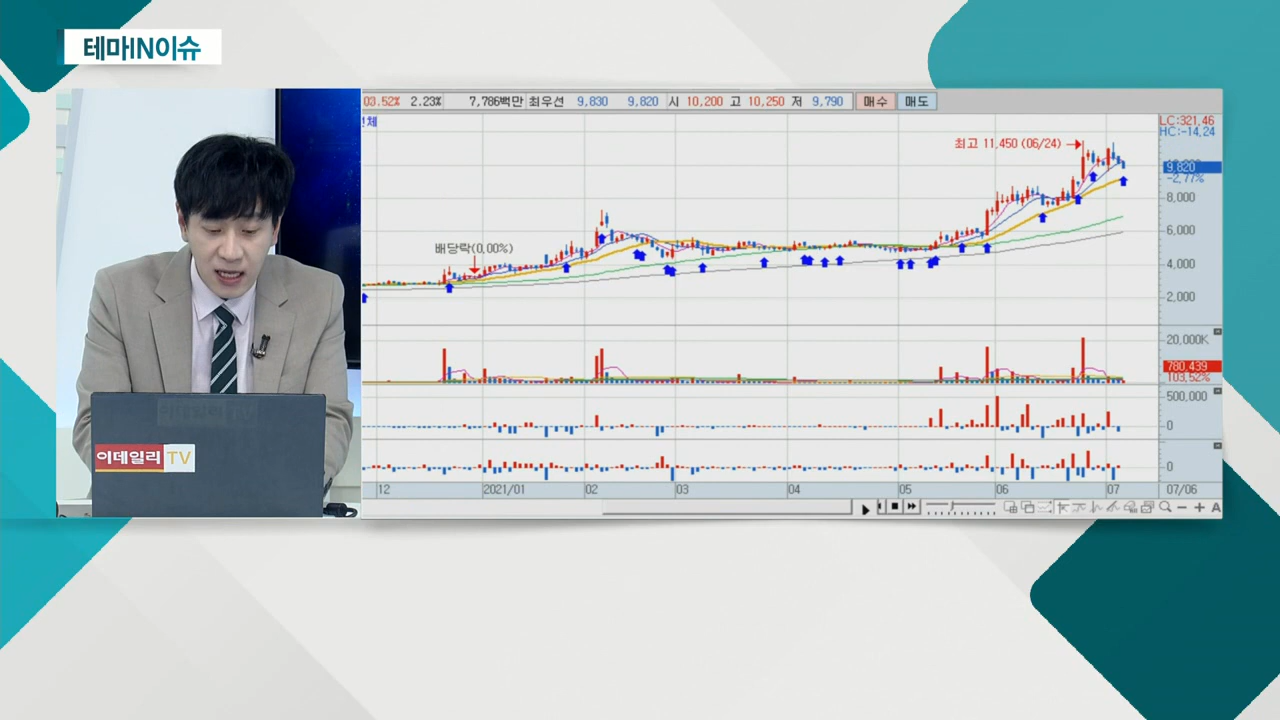 테마IN이슈
03.52% 2.23% 7,786백만 최우선 9,830 9,820 시 10,200 고 10,250 저 9,790 매수 매도
LC:321.46
HC:-14.24
최고 11,450 (06/24)
9,820
-2.77%
8,000
6,000
배당락(0.00%)
4,000
2,000
20,000K
780,439
103.52%
500,000
0
이데일리 TV
0
12 2021/01 02 03 04 05 06 07 07/06
A